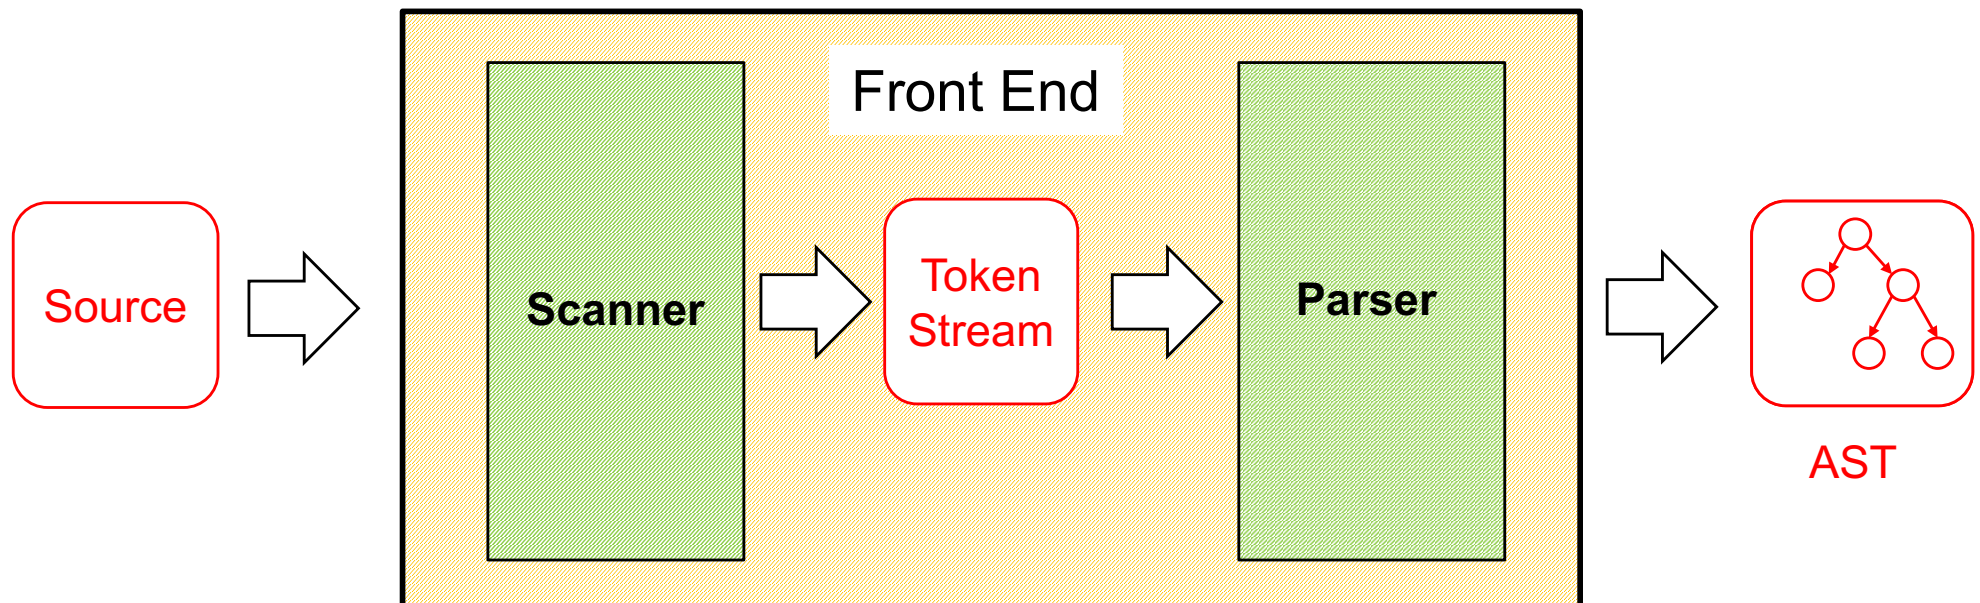 Front End
Source
Scanner
Token
Stream
Parser
AST